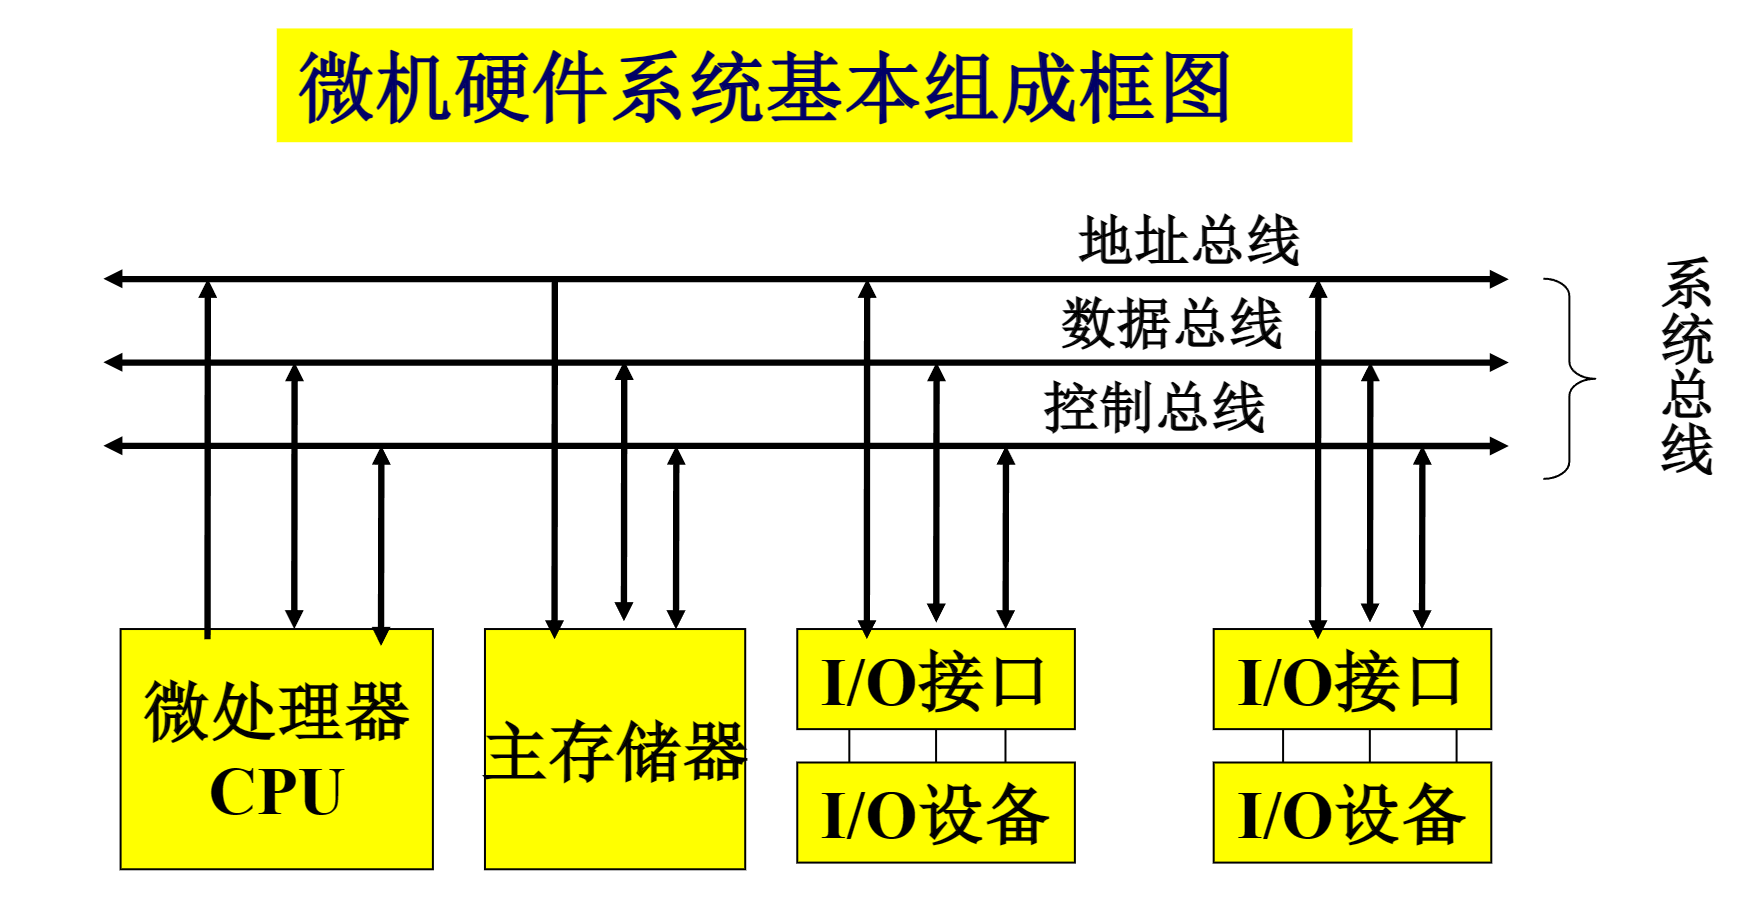 微机硬件系统基本组成框图
地址总线
数据总线
控制总线
系统总线
微处理器
CPU
主存储器
I/O接口
I/O设备
I/O接口
I/O设备